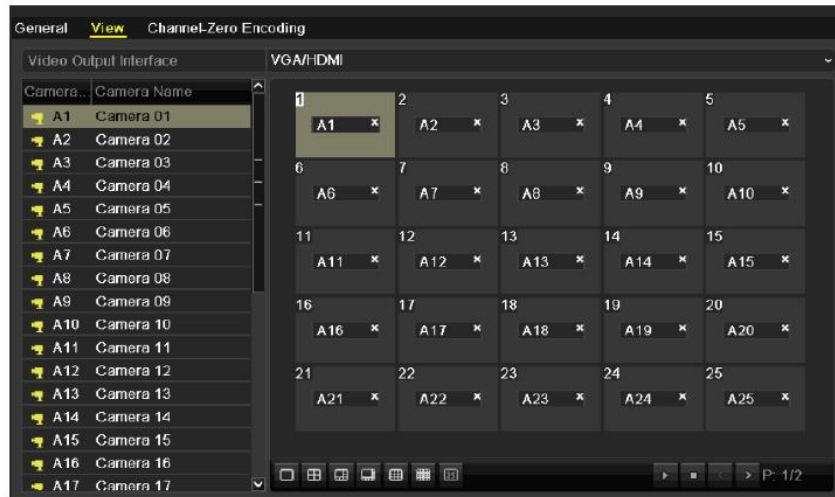 General View Channel-Zero Encoding
Video Output Interface VGA/HDMI
Camera... Camera Name
A1 Camera 01
A2 Camera 02
A3 Camera 03
A4 Camera 04
A5 Camera 05
A6 Camera 06
A7 Camera 07
A8 Camera 08
A9 Camera 09
A10 Camera 10
A11 Camera 11
A12 Camera 12
A13 Camera 13
A14 Camera 14
A15 Camera 15
A16 Camera 16
A17 Camera 17
1 2 3 4 5
A1 x A2 x A3 x A4 x A5 x
6 7 8 9 10
A6 x A7 x A8 x A9 x A10 x
11 12 13 14 15
A11 x A12 x A13 x A14 x A15 x
16 17 18 19 20
A16 x A17 x A18 x A19 x A20 x
21 22 23 24 25
A21 x A22 x A23 x A24 x A25 x
P: 1/2